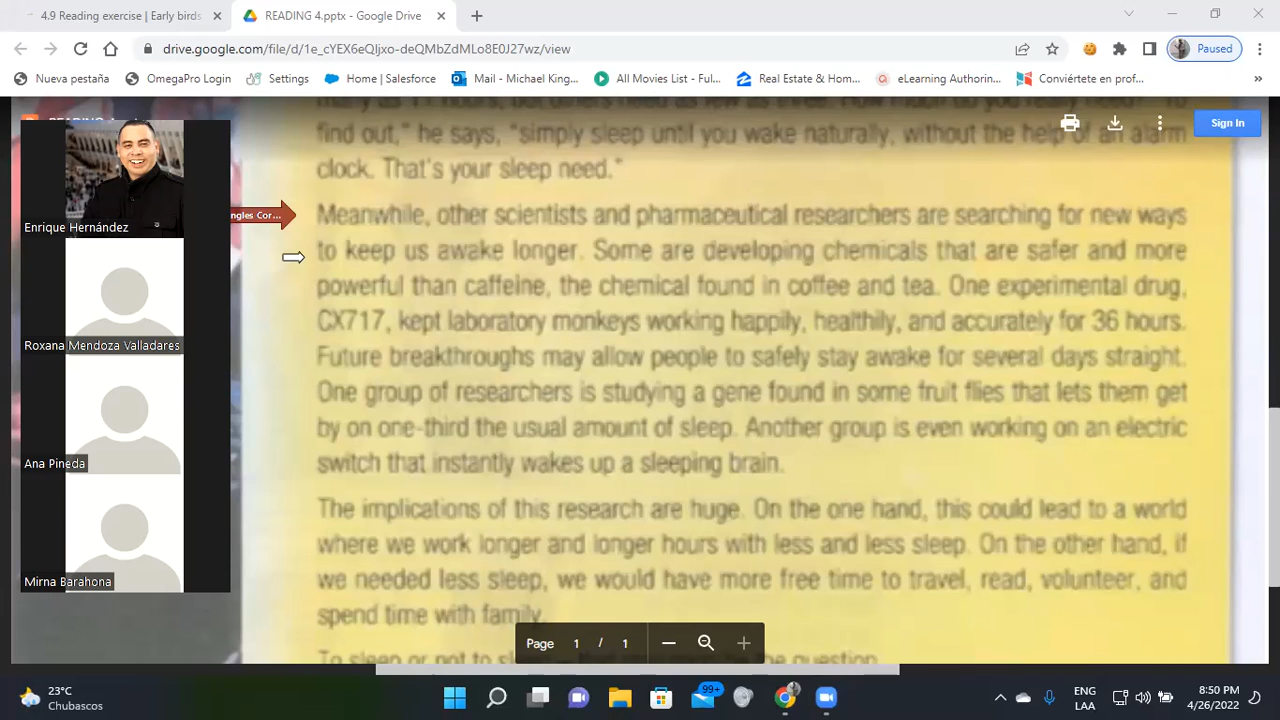 4.9 Reading exercise | Early birds
READING 4.pptx - Google Drive
drive.google.com/file/d/1e_cYEX6eQljxo-deQMbZdMLo8E0J27wz/view
Paused
Nueva pestaña
OmegaPro Login
Settings
Home | Salesforce
Mail - Michael King...
All Movies List - Ful...
Real Estate & Hom...
eLearning Authorin...
Conviértete en prof...
Sign In
find out," he says, "simply sleep until you wake naturally, without the help of an alarm
clock. That's your sleep need."
Enrique Hernández
ngles Cor...
Meanwhile, other scientists and pharmaceutical researchers are searching for new ways
to keep us awake longer. Some are developing chemicals that are safer and more
powerful than caffeine, the chemical found in coffee and tea. One experimental drug,
CX717, kept laboratory monkeys working happily, healthily, and accurately for 36 hours.
Future breakthroughs may allow people to safely stay awake for several days straight.
One group of researchers is studying a gene found in some fruit flies that lets them get
by on one-third the usual amount of sleep. Another group is even working on an electric
switch that instantly wakes up a sleeping brain.
Roxana Mendoza Valladares
Ana Pineda
Mirna Barahona
The implications of this research are huge. On the one hand, this could lead to a world
where we work longer and longer hours with less and less sleep. On the other hand, if
we needed less sleep, we would have more free time to travel, read, volunteer, and
spend time with family.
To sleep or not to
the question
Page 1 / 1
23°C
Chubascos
99+
ENG
LAA
8:50 PM
4/26/2022